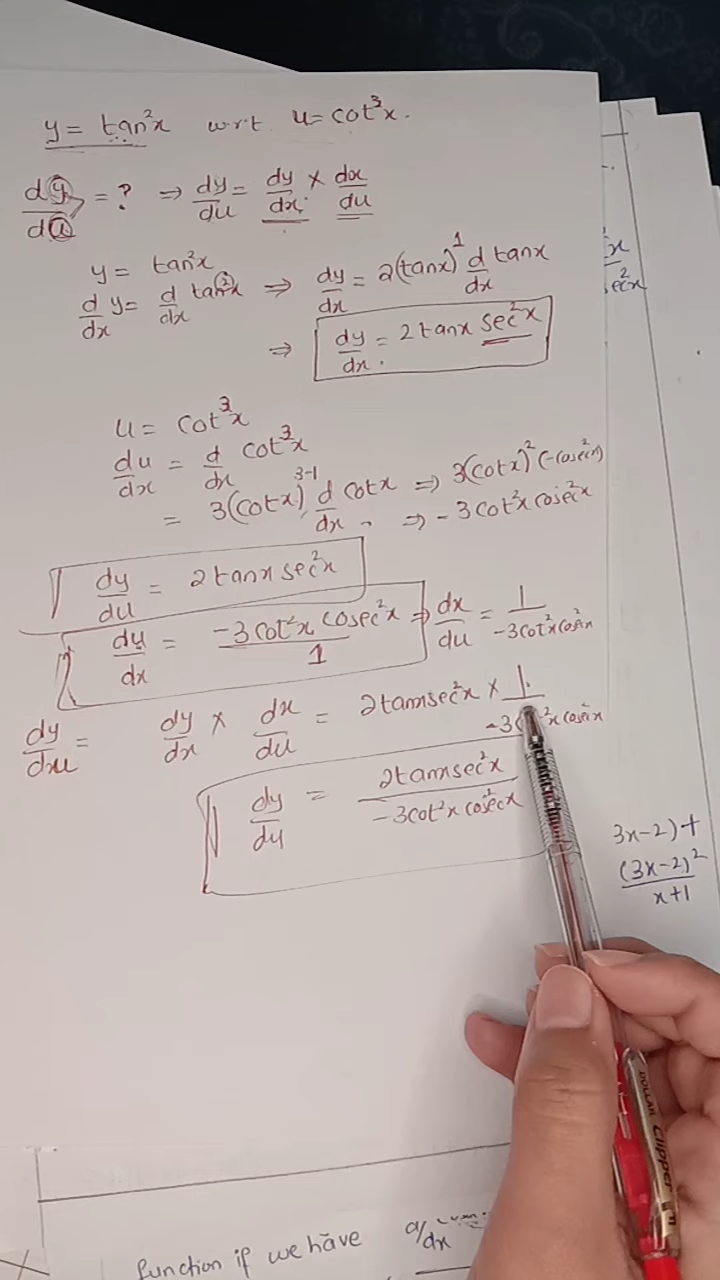 y = tan²x wrt. u = cot³x.
dy/du = ? ⇒ dy/du = dy/dx × dx/du
y = tan²x
d/dx y = d/dx tan²x ⇒ dy/dx = 2(tanx)¹ d/dx tanx
⇒ dy/dx = 2tanx sec²x
u = cot³x
du/dx = d/dx cot³x
= 3(cotx)³⁻¹ d/dx cotx ⇒ 3(cotx)² (-cosec²x)
⇒ -3cot²x cosec²x
dy/du = 2tanx sec²x
du/dx = -3cot²x cosec²x/1 ⇒ dx/du = 1/-3cot²x cosec²x
dy/du = dy/dx × dx/du = 2tanxsec²x × 1/-3cot²x cosec²x
dy/du = 2tanxsec²x/-3cot²x cosec²x
3x-2)+
(3x-2)²/x+1
x
sec²x
DOLLAR Clipper
function if we have d/dx